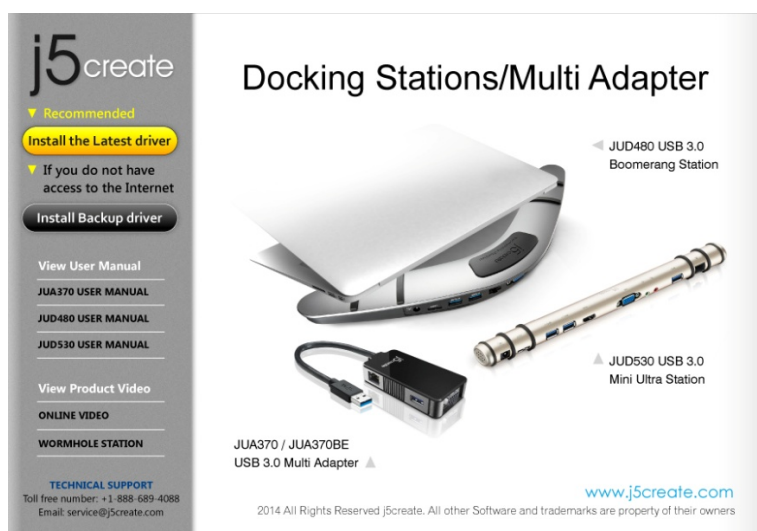 j5create
Recommended
Install the Latest driver
If you do not have
access to the Internet
Install Backup driver
View User Manual
JUA370 USER MANUAL
JUD480 USER MANUAL
JUD530 USER MANUAL
View Product Video
ONLINE VIDEO
WORMHOLE STATION
TECHNICAL SUPPORT
Toll free number: +1-888-689-4088
Email: service@j5create.com
Docking Stations/Multi Adapter
JUD480 USB 3.0
Boomerang Station
JUD530 USB 3.0
Mini Ultra Station
JUA370 / JUA370BE
USB 3.0 Multi Adapter
www.j5create.com
2014 All Rights Reserved j5create. All other Software and trademarks are property of their owners